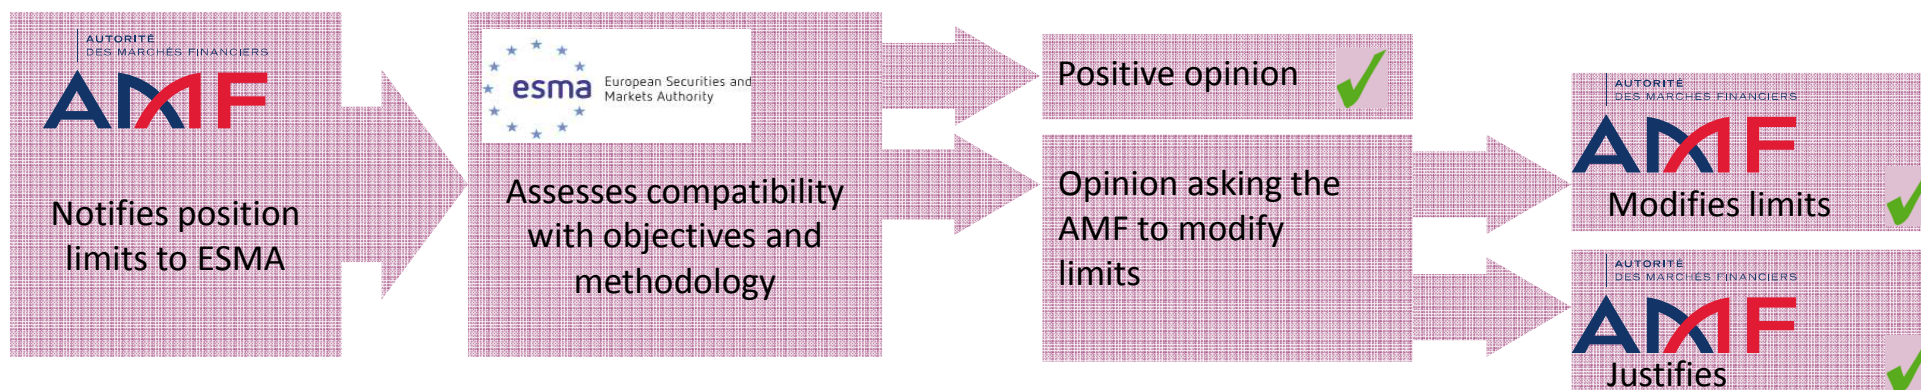 AUTORITÉ
DES MARCHÉS FINANCIERS
AMF
Notifies position
limits to ESMA
esma
European Securities and
Markets Authority
Assesses compatibility
with objectives and
methodology
Positive opinion
Opinion asking the
AMF to modify
limits
AUTORITÉ
DES MARCHÉS FINANCIERS
AMF
Modifies limits
AUTORITÉ
DES MARCHÉS FINANCIERS
AMF
Justifies